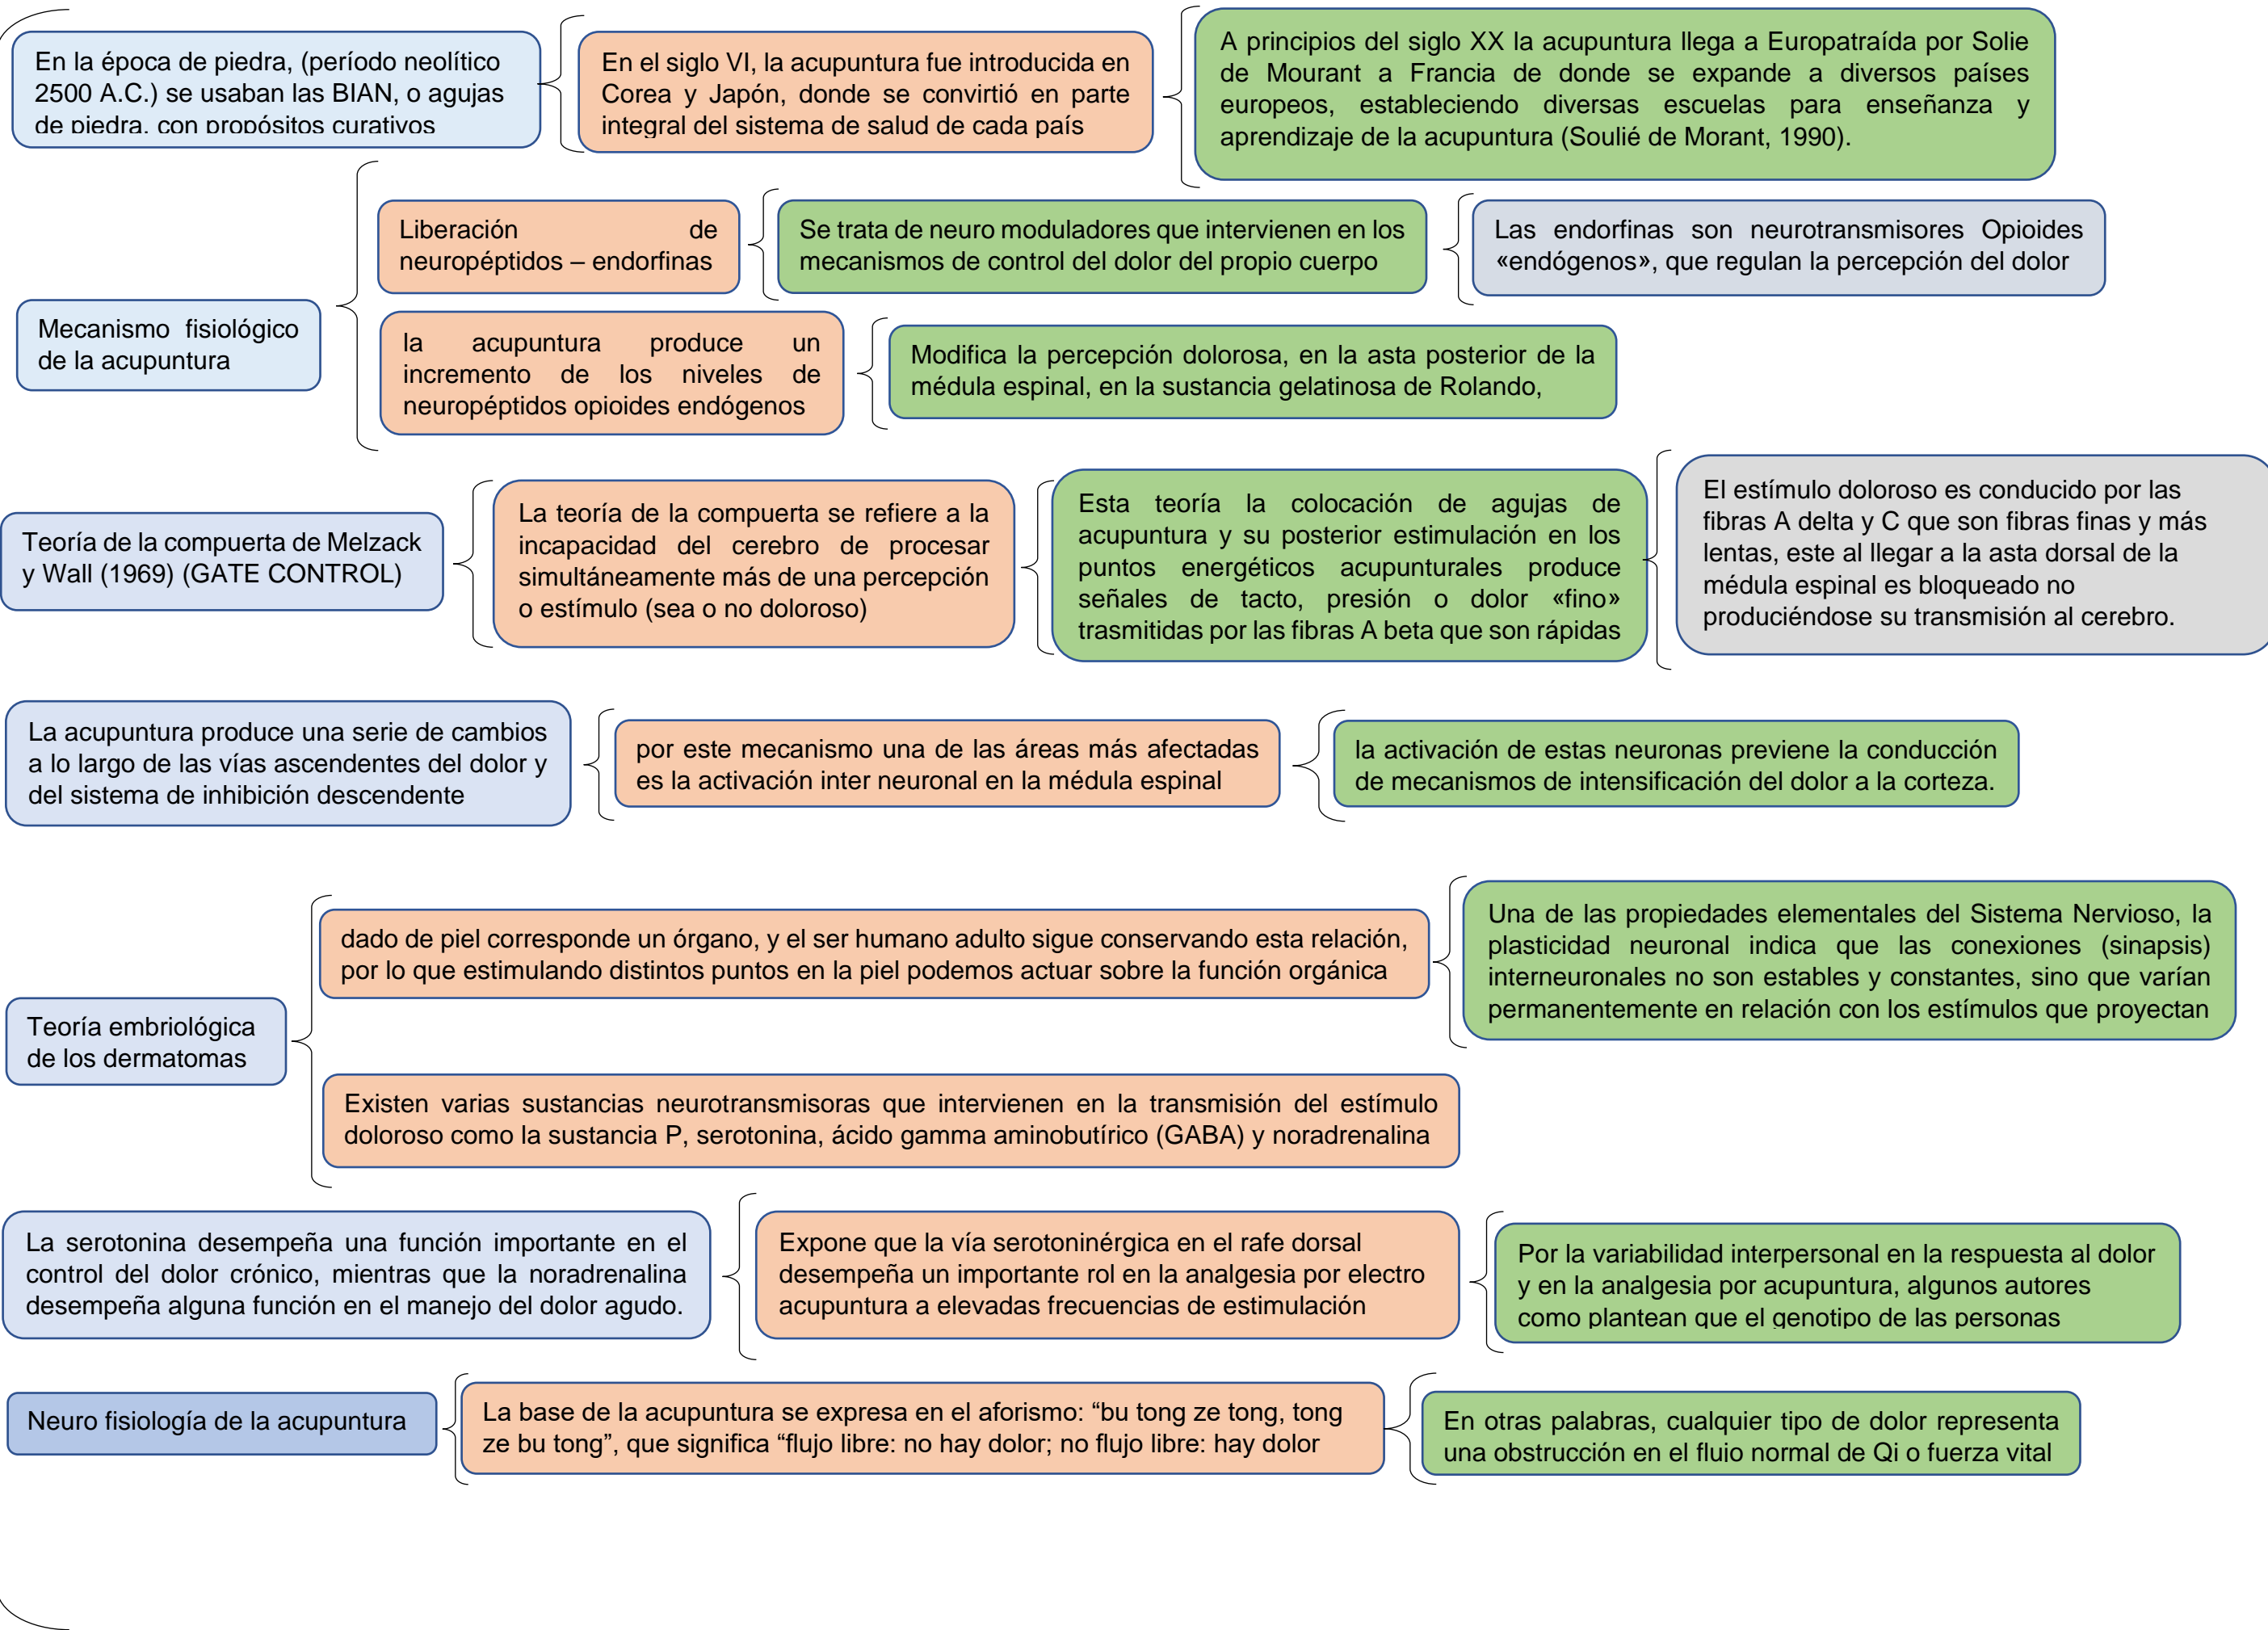 En la época de piedra, (período neolítico
2500 A.C.) se usaban las BIAN, o agujas
de piedra, con propósitos curativos
En el siglo VI, la acupuntura fue introducida en
Corea y Japón, donde se convirtió en parte
integral del sistema de salud de cada país
A principios del siglo XX la acupuntura llega a Europatraída por Solie
de Mourant a Francia de donde se expande a diversos países
europeos, estableciendo diversas escuelas para enseñanza y
aprendizaje de la acupuntura (Soulié de Morant, 1990).
Mecanismo fisiológico
de la acupuntura
Liberación de
neuropéptidos – endorfinas
Se trata de neuro moduladores que intervienen en los
mecanismos de control del dolor del propio cuerpo
Las endorfinas son neurotransmisores Opioides
«endógenos», que regulan la percepción del dolor
la acupuntura produce un
incremento de los niveles de
neuropéptidos opioides endógenos
Modifica la percepción dolorosa, en la asta posterior de la
médula espinal, en la sustancia gelatinosa de Rolando,
Teoría de la compuerta de Melzack
y Wall (1969) (GATE CONTROL)
La teoría de la compuerta se refiere a la
incapacidad del cerebro de procesar
simultáneamente más de una percepción
o estímulo (sea o no doloroso)
Esta teoría la colocación de agujas de
acupuntura y su posterior estimulación en los
puntos energéticos acupunturales produce
señales de tacto, presión o dolor «fino»
trasmitidas por las fibras A beta que son rápidas
El estímulo doloroso es conducido por las
fibras A delta y C que son fibras finas y más
lentas, este al llegar a la asta dorsal de la
médula espinal es bloqueado no
produciéndose su transmisión al cerebro.
La acupuntura produce una serie de cambios
a lo largo de las vías ascendentes del dolor y
del sistema de inhibición descendente
por este mecanismo una de las áreas más afectadas
es la activación inter neuronal en la médula espinal
la activación de estas neuronas previene la conducción
de mecanismos de intensificación del dolor a la corteza.
Teoría embriológica
de los dermatomas
dado de piel corresponde un órgano, y el ser humano adulto sigue conservando esta relación,
por lo que estimulando distintos puntos en la piel podemos actuar sobre la función orgánica
Una de las propiedades elementales del Sistema Nervioso, la
plasticidad neuronal indica que las conexiones (sinapsis)
interneuronales no son estables y constantes, sino que varían
permanentemente en relación con los estímulos que proyectan
Existen varias sustancias neurotransmisoras que intervienen en la transmisión del estímulo
doloroso como la sustancia P, serotonina, ácido gamma aminobutírico (GABA) y noradrenalina
La serotonina desempeña una función importante en el
control del dolor crónico, mientras que la noradrenalina
desempeña alguna función en el manejo del dolor agudo.
Expone que la vía serotoninérgica en el rafe dorsal
desempeña un importante rol en la analgesia por electro
acupuntura a elevadas frecuencias de estimulación
Por la variabilidad interpersonal en la respuesta al dolor
y en la analgesia por acupuntura, algunos autores
como plantean que el genotipo de las personas
Neuro fisiología de la acupuntura
La base de la acupuntura se expresa en el aforismo: “bu tong ze tong, tong
ze bu tong”, que significa “flujo libre: no hay dolor; no flujo libre: hay dolor
En otras palabras, cualquier tipo de dolor representa
una obstrucción en el flujo normal de Qi o fuerza vital